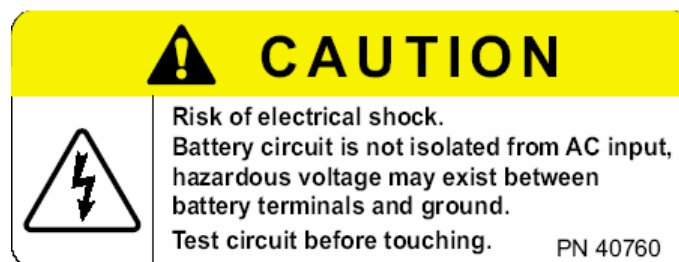 CAUTION
Risk of electrical shock.
Battery circuit is not isolated from AC input,
hazardous voltage may exist between
battery terminals and ground.
Test circuit before touching.
PN 40760